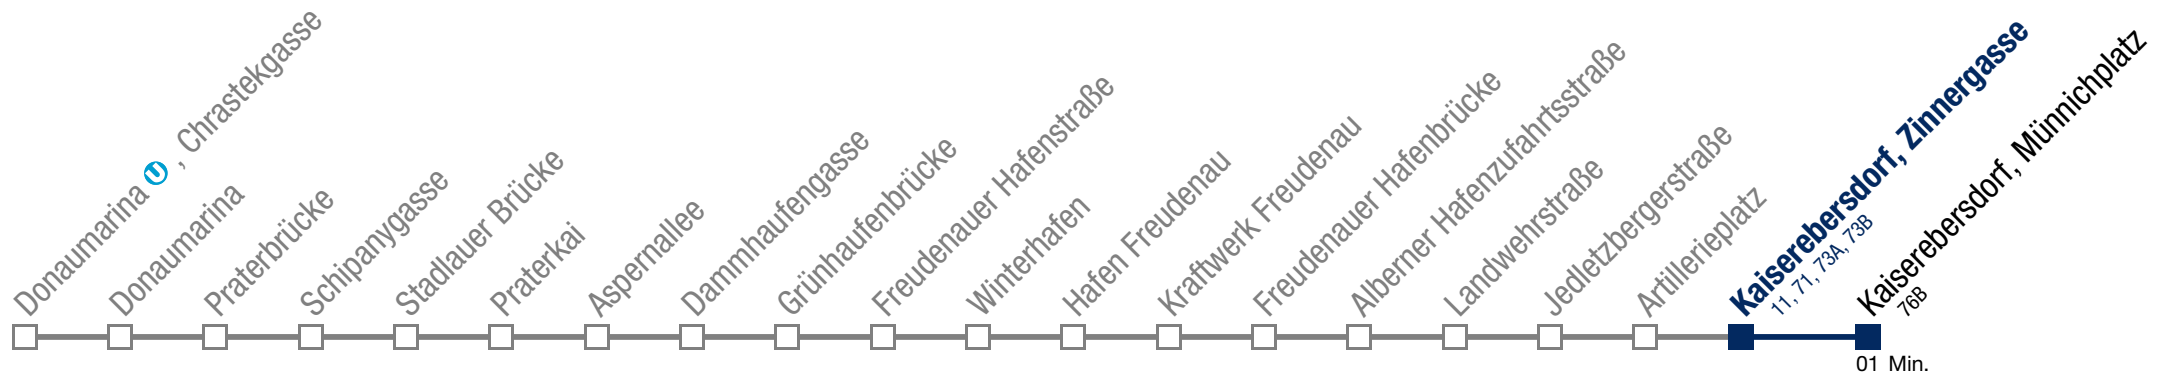 Donaumarina U, Chrastekgasse
Donaumarina
Praterbrücke
Schipanygasse
Stadlauer Brücke
Praterkai
Aspernallee
Dammhaufengasse
Grünhaufenbrücke
Freudenauer Hafenstraße
Winterhafen
Hafen Freudenau
Kraftwerk Freudenau
Freudenauer Hafenbrücke
Alberner Hafenzufahrtsstraße
Landwehrstraße
Jedletzbergerstraße
Artillerieplatz
Kaiserebersdorf, Zinnergasse
11, 71, 73A, 73B
Kaiserebersdorf, Münnichplatz
76B
01 Min.